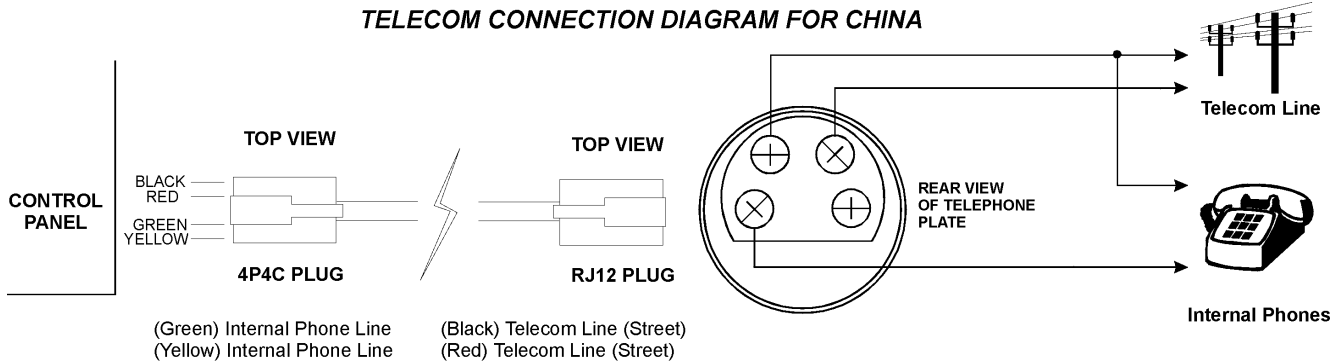 TELECOM CONNECTION DIAGRAM FOR CHINA
Telecom Line
TOP VIEW
TOP VIEW
CONTROL
PANEL
BLACK
RED
GREEN
YELLOW
REAR VIEW
OF TELEPHONE
PLATE
4P4C PLUG
RJ12 PLUG
Internal Phones
(Green) Internal Phone Line
(Yellow) Internal Phone Line
(Black) Telecom Line (Street)
(Red) Telecom Line (Street)